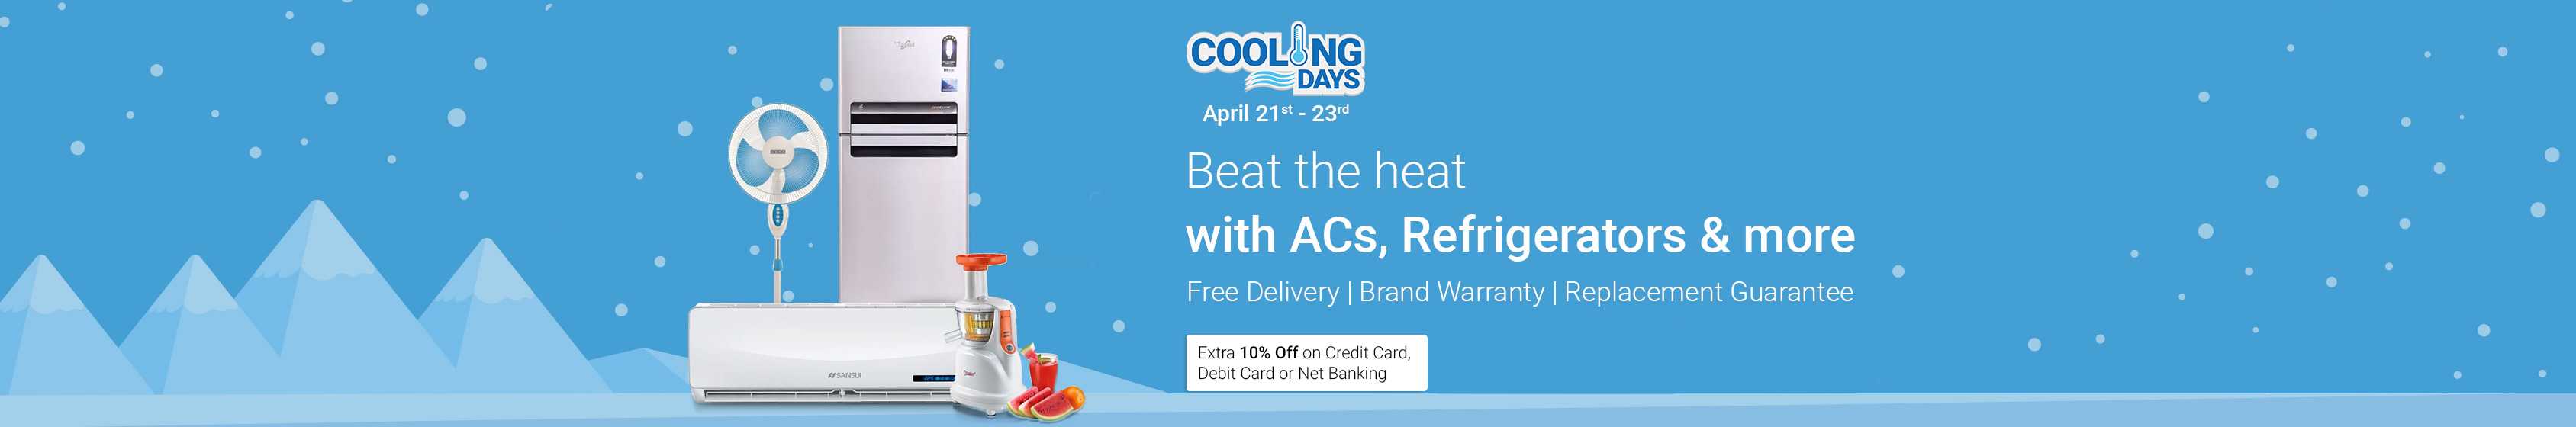 COOLING
DAYS
April 21st - 23rd
Beat the heat
with ACs, Refrigerators & more
Free Delivery | Brand Warranty | Replacement Guarantee
Extra 10% Off on Credit Card,
Debit Card or Net Banking
SANSUI